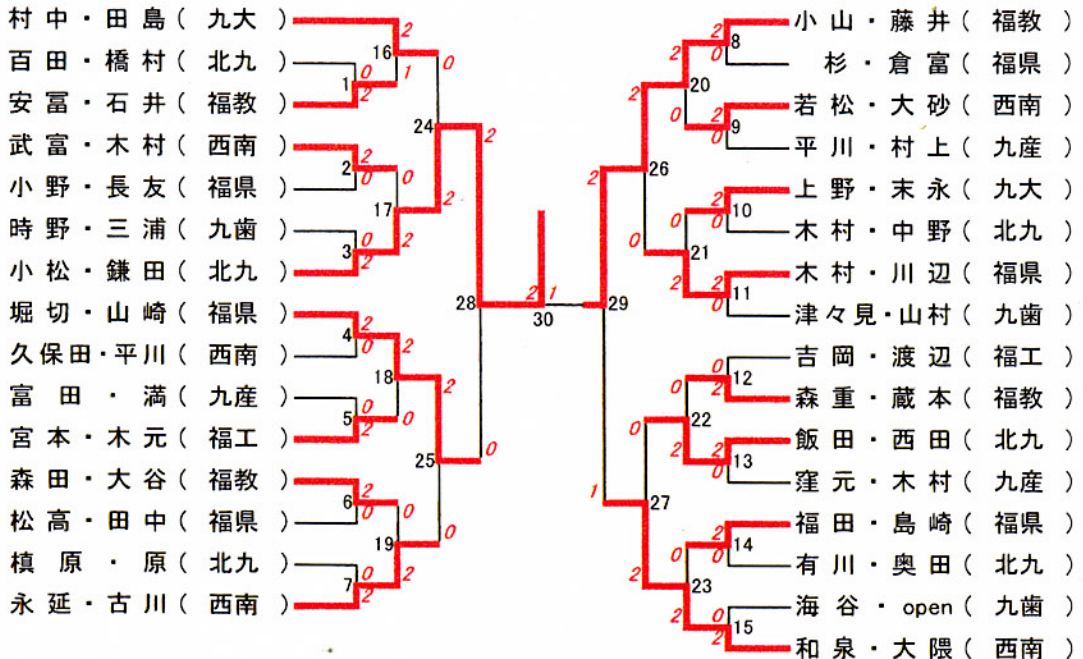 村中・田島（九大）
百田・橋村（北九）
安冨・石井（福教）
武富・木村（西南）
小野・長友（福県）
時野・三浦（九歯）
小松・鎌田（北九）
堀切・山崎（福県）
久保田・平川（西南）
富田・満（九産）
宮本・木元（福工）
森田・大谷（福教）
松高・田中（福県）
槙原・原（北九）
永延・古川（西南）
16
2
0
1
0
1
2
24
2
2
2
0
0
17
2
3
0
2
2
28
4
2
0
2
18
2
5
0
2
0
25
0
6
2
0
0
19
0
7
0
2
2
2
1
30
29
2
8
0
2
20
2
0
2
9
0
26
2
2
10
0
0
21
0
2
2
11
0
0
12
2
0
22
0
2
2
13
0
27
1
2
14
0
0
23
2
2
0
15
2
小山・藤井（福教）
杉・倉富（福県）
若松・大砂（西南）
平川・村上（九産）
上野・末永（九大）
木村・中野（北九）
木村・川辺（福県）
津々見・山村（九歯）
吉岡・渡辺（福工）
森重・蔵本（福教）
飯田・西田（北九）
窪元・木村（九産）
福田・島崎（福県）
有川・奥田（北九）
海谷・open（九歯）
和泉・大隈（西南）